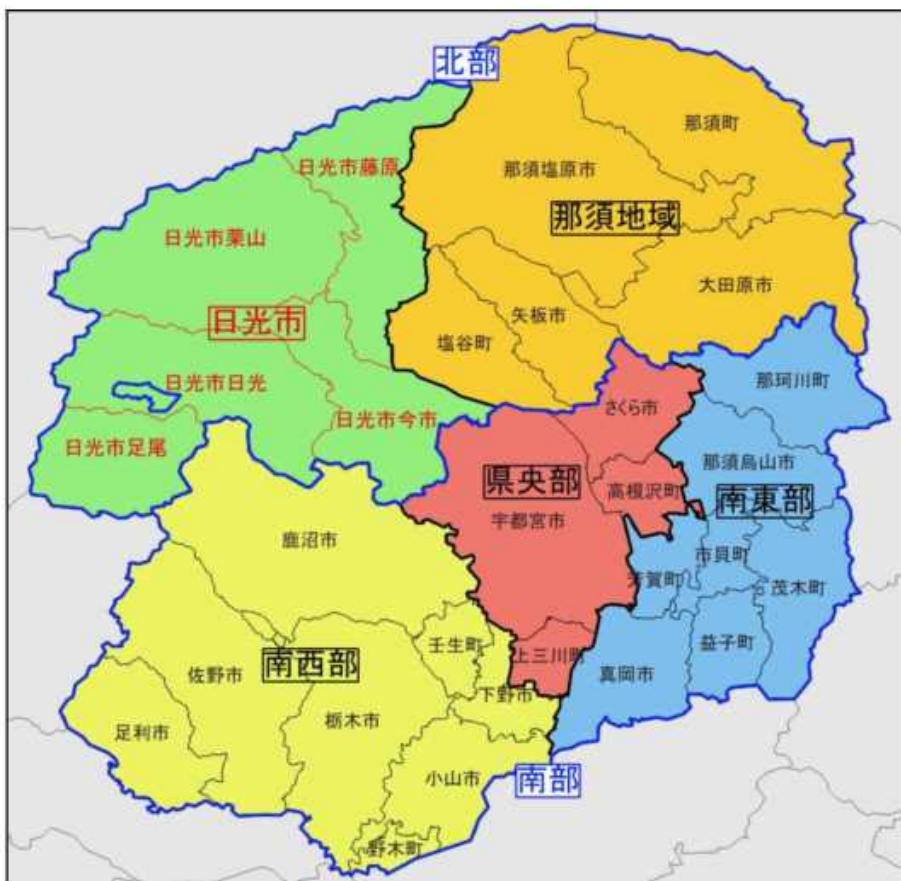 北部
那須町
日光市藤原
那須塩原市
那須地域
日光市栗山
大田原市
日光市
矢板市
塩谷町
日光市日光
那珂川町
さくら市
日光市今市
日光市足尾
那須烏山市
県央部
高根沢町
南東部
宇都宮市
鹿沼市
市貝町
芳賀町
茂木町
壬生町
上三川町
益子町
南西部
佐野市
真岡市
下野市
栃木市
足利市
小山市
南部
野木町